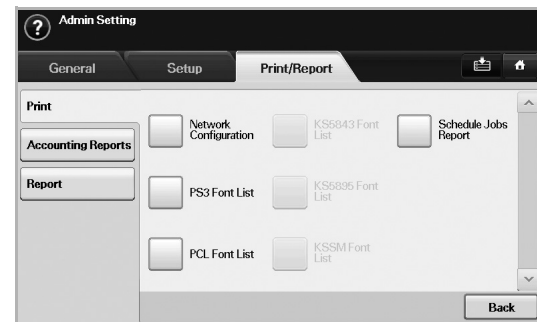 ?
Admin Setting
General
Setup
Print/Report
Print
Accounting Reports
Report
Network
Configuration
KS5843 Font
List
Schedule Jobs
Report
PS3 Font List
KS5895 Font
List
PCL Font List
KSSM Font
List
Back